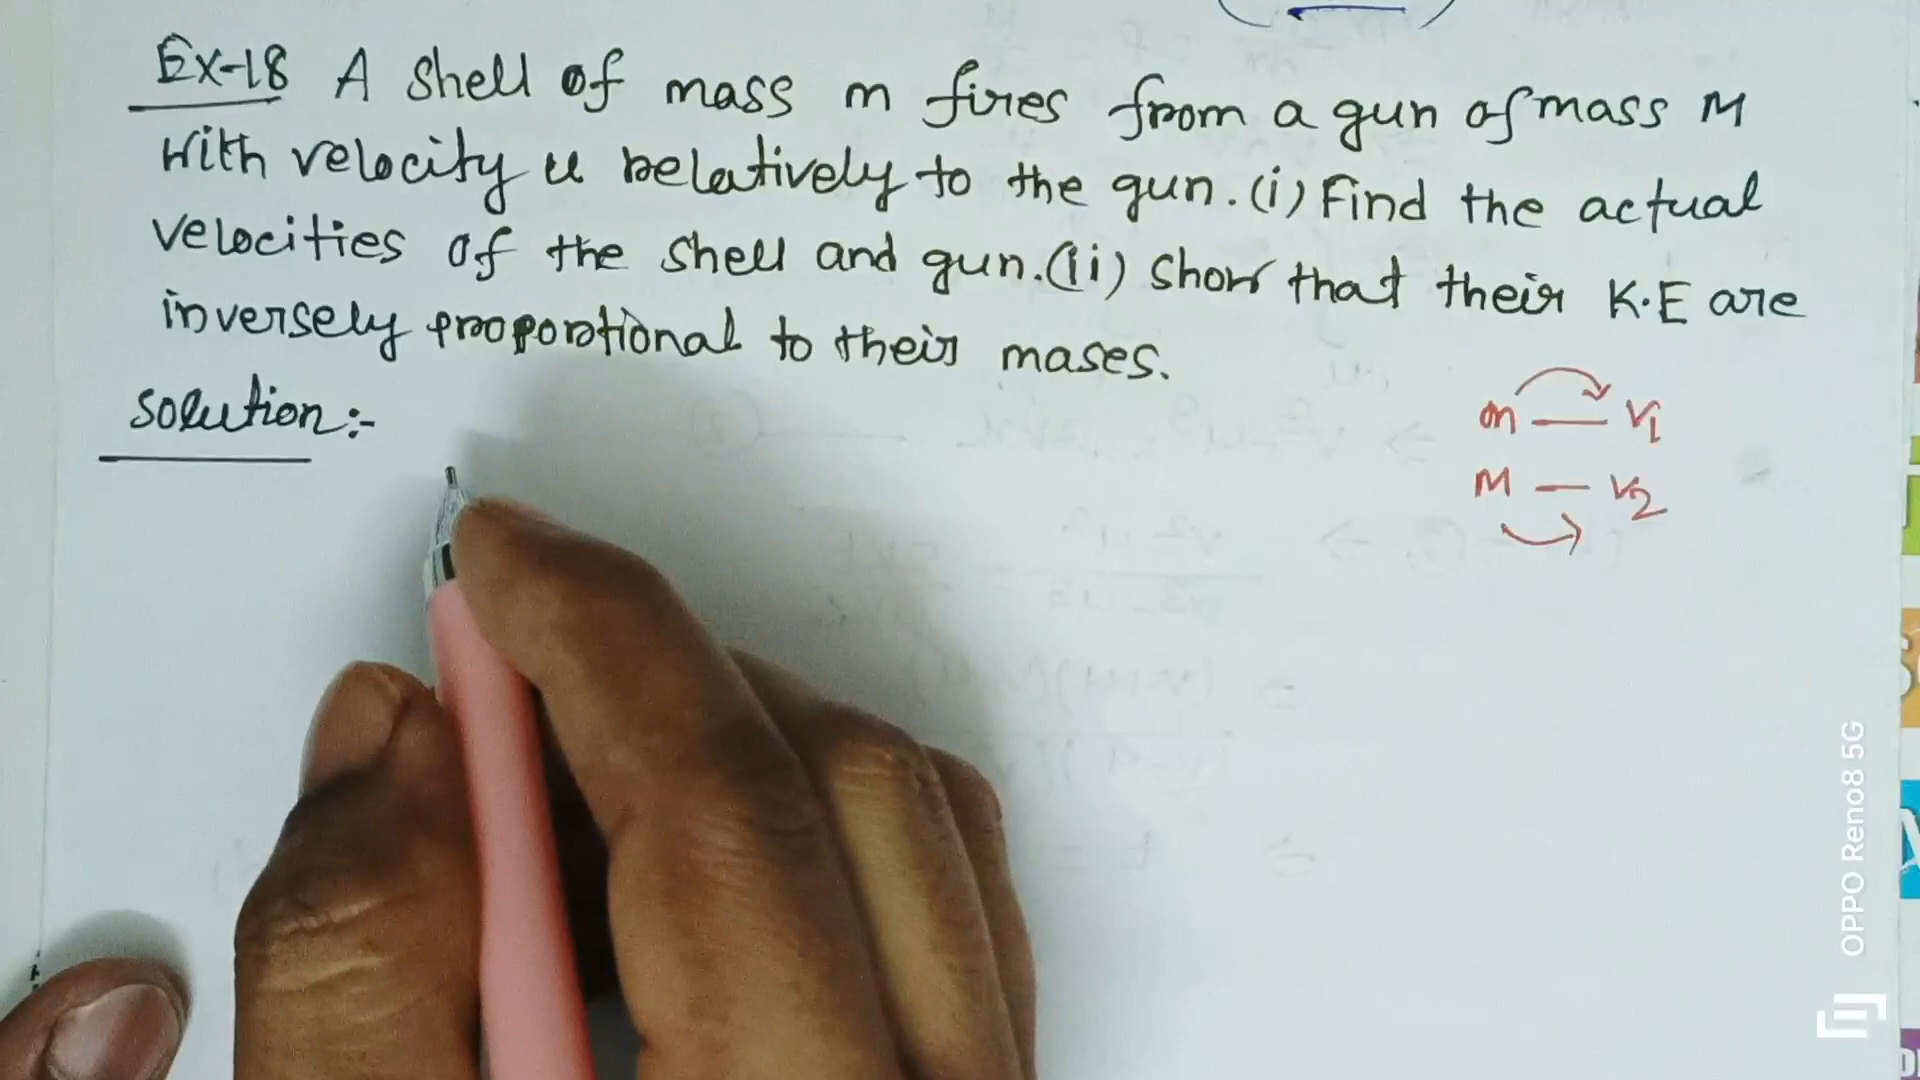 Ex-18 A shell of mass m fires from a gun of mass M
with velocity u relatively to the gun. (i) Find the actual
velocities of the shell and gun. (ii) show that their K.E are
inversely proportional to their mases.
solution :-
m — v1
M — v2
OPPO Reno8 5G